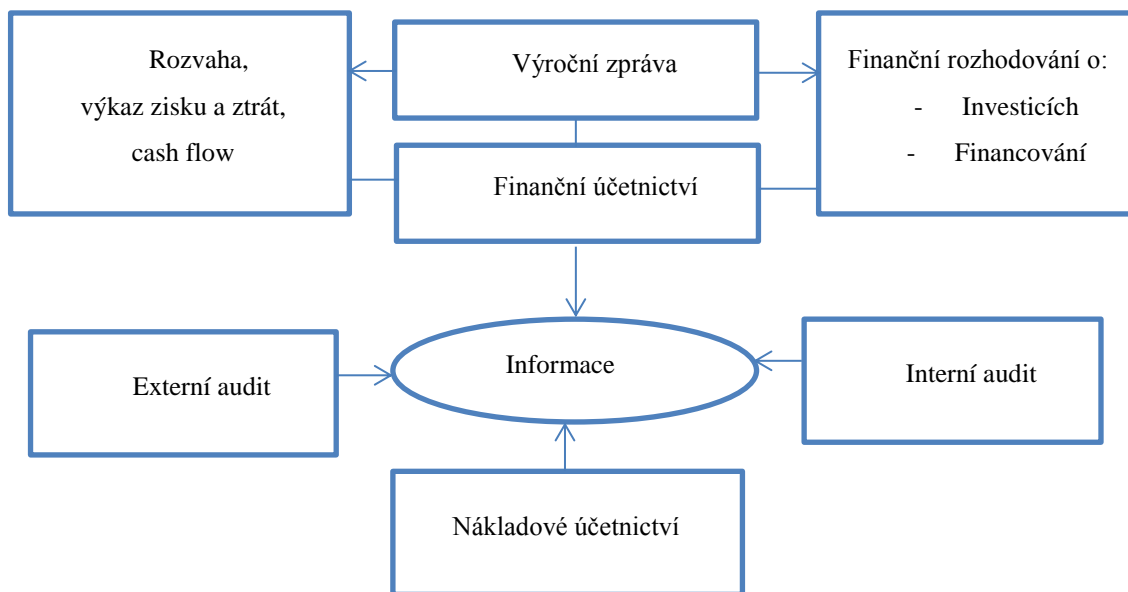 Rozvaha,
výkaz zisku a ztrát,
cash flow
Výroční zpráva
Finanční rozhodování o:
- Investicích
- Financování
Finanční účetnictví
Externí audit
Informace
Interní audit
Nákladové účetnictví